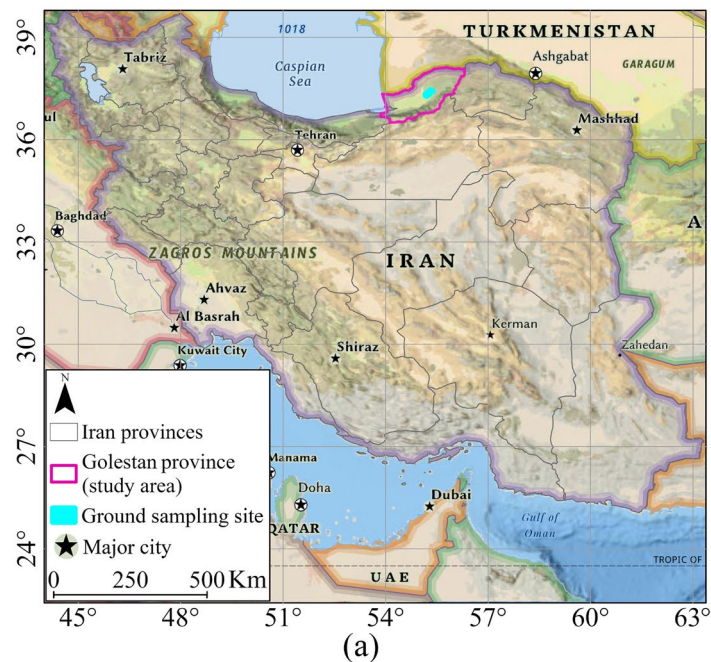 39°
36°
33°
30°
27°
24°
1018
Caspian
Sea
TURKMENISTAN
Ashgabat
GARAGUM
Tabriz
ul
Tehran
Mashhad
Baghdad
A
ZAGROS MOUNTAINS
IRAN
Ahvaz
Al Basrah
Kerman
Shiraz
Kuwait City
Zahedan
N
Iran provinces
Golestan province
(study area)
Ground sampling site
Major city
0 250 500 Km
Manama
Doha
QATAR
Dubai
Gulf of
Oman
TROPIC OF
UAE
45° 48° 51° 54° 57° 60° 63°
(a)